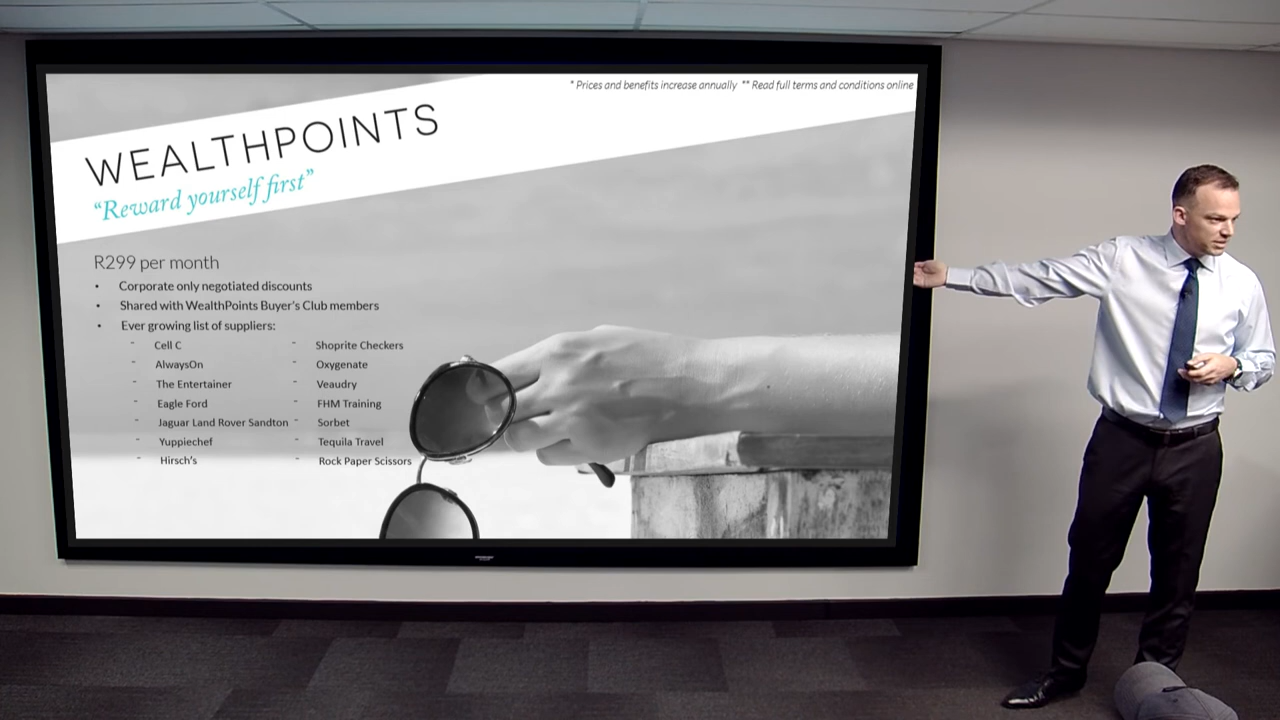 * Prices and benefits increase annually ** Read full terms and conditions online
WEALTHPOINTS
“Reward yourself first”
R299 per month
• Corporate only negotiated discounts
• Shared with WealthPoints Buyer's Club members
• Ever growing list of suppliers:
- Cell C
- AlwaysOn
- The Entertainer
- Eagle Ford
- Jaguar Land Rover Sandton
- Yuppiechef
- Hirsch's
- Shoprite Checkers
- Oxygenate
- Veaudry
- FHM Training
- Sorbet
- Tequila Travel
- Rock Paper Scissors